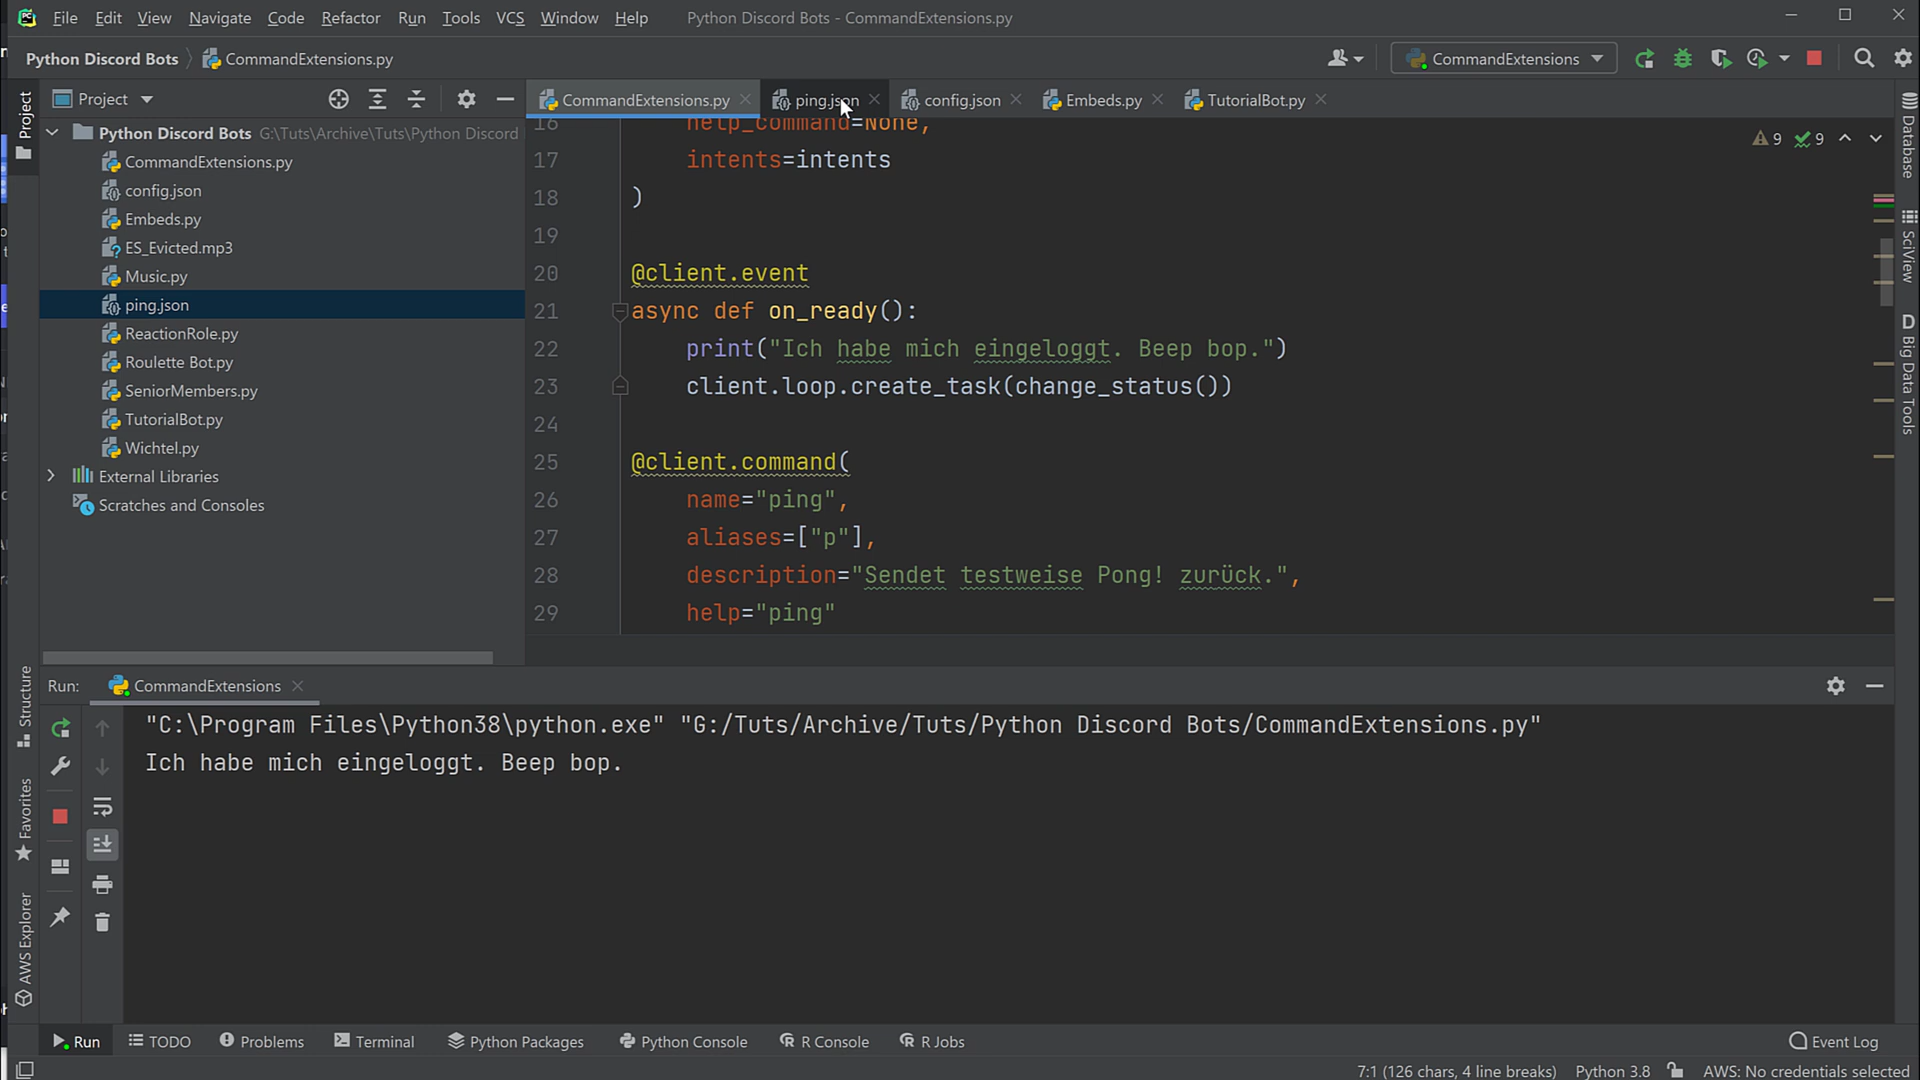 File Edit View Navigate Code Refactor Run Tools VCS Window Help Python Discord Bots - CommandExtensions.py
Python Discord Bots CommandExtensions.py CommandExtensions
Project
Project
CommandExtensions.py ping.json config.json Embeds.py TutorialBot.py
Python Discord Bots G:\Tuts\Archive\Tuts\Python Discord
CommandExtensions.py
config.json
Embeds.py
ES_Evicted.mp3
Music.py
ping.json
ReactionRole.py
Roulette Bot.py
SeniorMembers.py
TutorialBot.py
Wichtel.py
External Libraries
Scratches and Consoles
16 help_command=None,
17 intents=intents
18 )
19
20 @client.event
21 async def on_ready():
22 print("Ich habe mich eingeloggt. Beep bop.")
23 client.loop.create_task(change_status())
24
25 @client.command(
26 name="ping",
27 aliases=["p"],
28 description="Sendet testweise Pong! zurück.",
29 help="ping"
9 9
Database
SciView
D Big Data Tools
Structure
Favorites
AWS Explorer
Run: CommandExtensions
"C:\Program Files\Python38\python.exe" "G:/Tuts/Archive/Tuts/Python Discord Bots/CommandExtensions.py"
Ich habe mich eingeloggt. Beep bop.
Run TODO Problems Terminal Python Packages Python Console R Console R Jobs Event Log
7:1 (126 chars, 4 line breaks) Python 3.8 AWS: No credentials selected